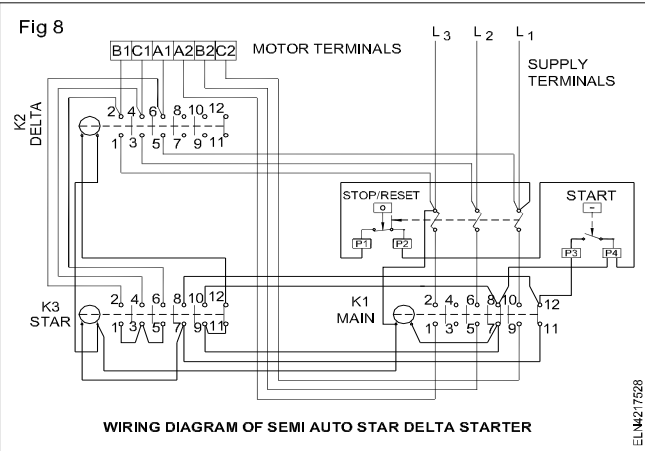 Fig 8
B1 C1 A1 A2 B2 C2
MOTOR TERMINALS
L3 L2 L1
SUPPLY
TERMINALS
K2
DELTA
2 4 6 8 10 12
1 3 5 7 9 11
STOP/RESET
O
P1 P2
START
-
P3 P4
K3
STAR
2 4 6 8 10 12
1 3 5 7 9 11
K1
MAIN
2 4 6 8 10 12
1 3 5 7 9 11
WIRING DIAGRAM OF SEMI AUTO STAR DELTA STARTER
ELN4217528